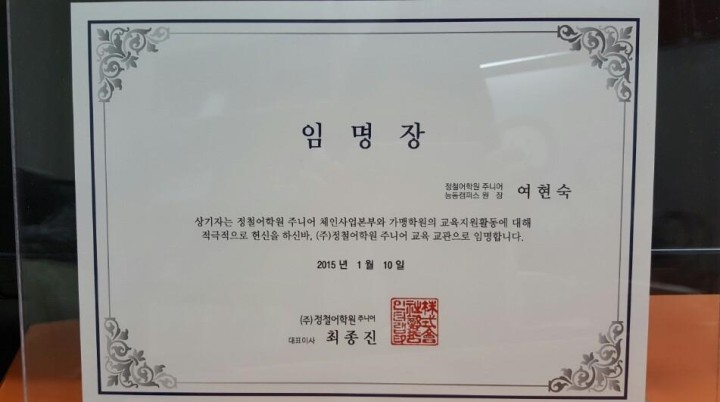 임 명 장
정철어학원 주니어
능동캠퍼스 원 장 여현숙
상기자는 정철어학원 주니어 체인사업본부와 가맹학원의 교육지원활동에 대해
적극적으로 헌신을 하신바, (주)정철어학원 주니어 교육 교관으로 임명합니다.
2015 년 1 월 10 일
(주)정철어학원 주니어
대표이사 최종진